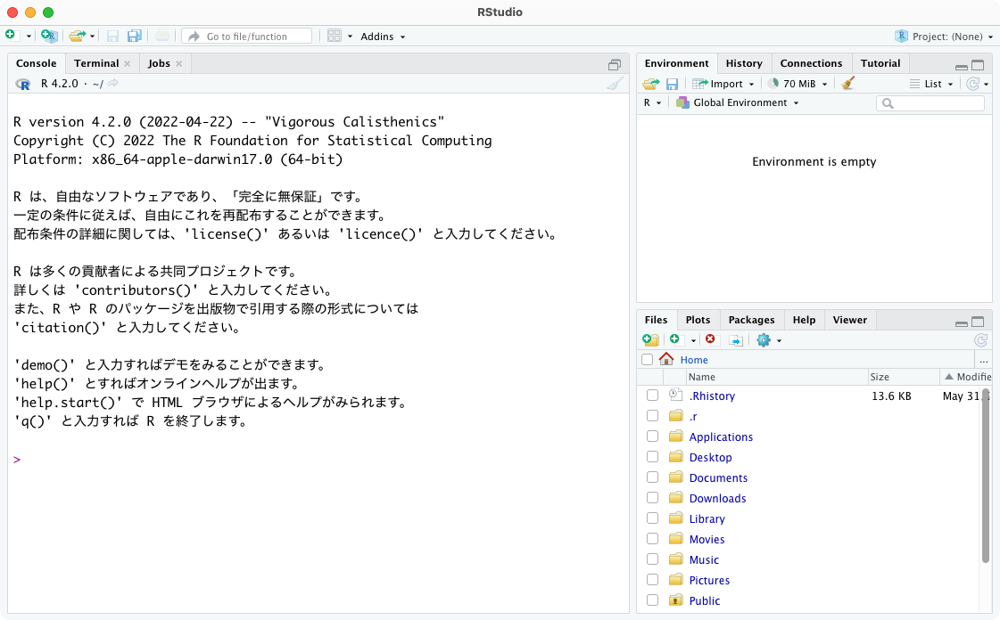 RStudio
Go to file/function
Addins
Project: (None)
Console Terminal Jobs
R 4.2.0 · ~/
R version 4.2.0 (2022-04-22) -- "Vigorous Calisthenics"
Copyright (C) 2022 The R Foundation for Statistical Computing
Platform: x86_64-apple-darwin17.0 (64-bit)
R は、自由なソフトウェアであり、「完全に無保証」です。
一定の条件に従えば、自由にこれを再配布することができます。
配布条件の詳細に関しては、'license()' あるいは 'licence()' と入力してください。
R は多くの貢献者による共同プロジェクトです。
詳しくは 'contributors()' と入力してください。
また、R や R のパッケージを出版物で引用する際の形式については
'citation()' と入力してください。
'demo()' と入力すればデモをみることができます。
'help()' とすればオンラインヘルプが出ます。
'help.start()' で HTML ブラウザによるヘルプがみられます。
'q()' と入力すれば R を終了します。
>
Environment History Connections Tutorial
Import 70 MiB List
R Global Environment
Environment is empty
Files Plots Packages Help Viewer
Home ...
Name Size Modifie
.Rhistory 13.6 KB May 31,
.r
Applications
Desktop
Documents
Downloads
Library
Movies
Music
Pictures
Public